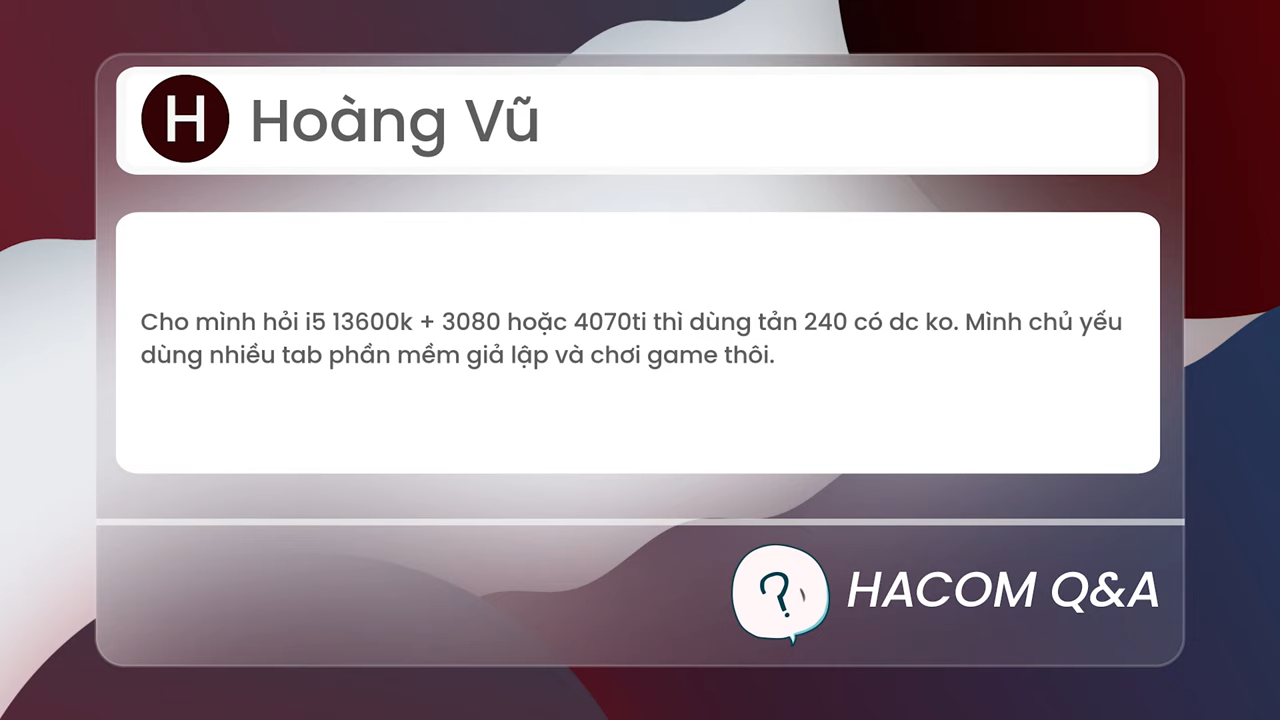 H Hoàng Vũ
Cho mình hỏi i5 13600k + 3080 hoặc 4070ti thì dùng tản 240 có dc ko. Mình chủ yếu
dùng nhiều tab phần mềm giả lập và chơi game thôi.
? HACOM Q&A